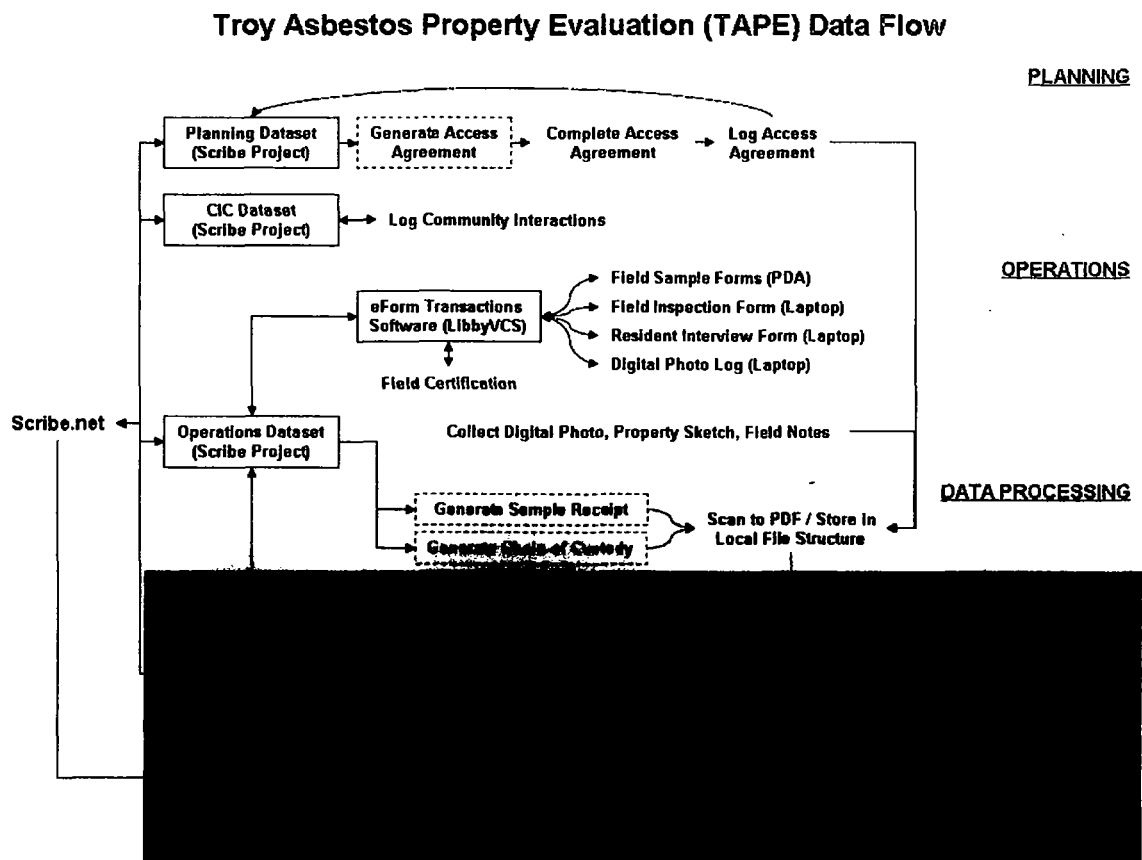 Troy Asbestos Property Evaluation (TAPE) Data Flow
PLANNING
Planning Dataset
(Scribe Project)
Generate Access
Agreement
Complete Access
Agreement
Log Access
Agreement
CIC Dataset
(Scribe Project)
Log Community Interactions
OPERATIONS
eForm Transactions
Software (LibbyVCS)
Field Sample Forms (PDA)
Field Inspection Form (Laptop)
Resident Interview Form (Laptop)
Digital Photo Log (Laptop)
Field Certification
Scribe.net
Operations Dataset
(Scribe Project)
Collect Digital Photo, Property Sketch, Field Notes
DATA PROCESSING
Generate Sample Receipt
Generate Chain of Custody
Scan to PDF / Store in
Local File Structure